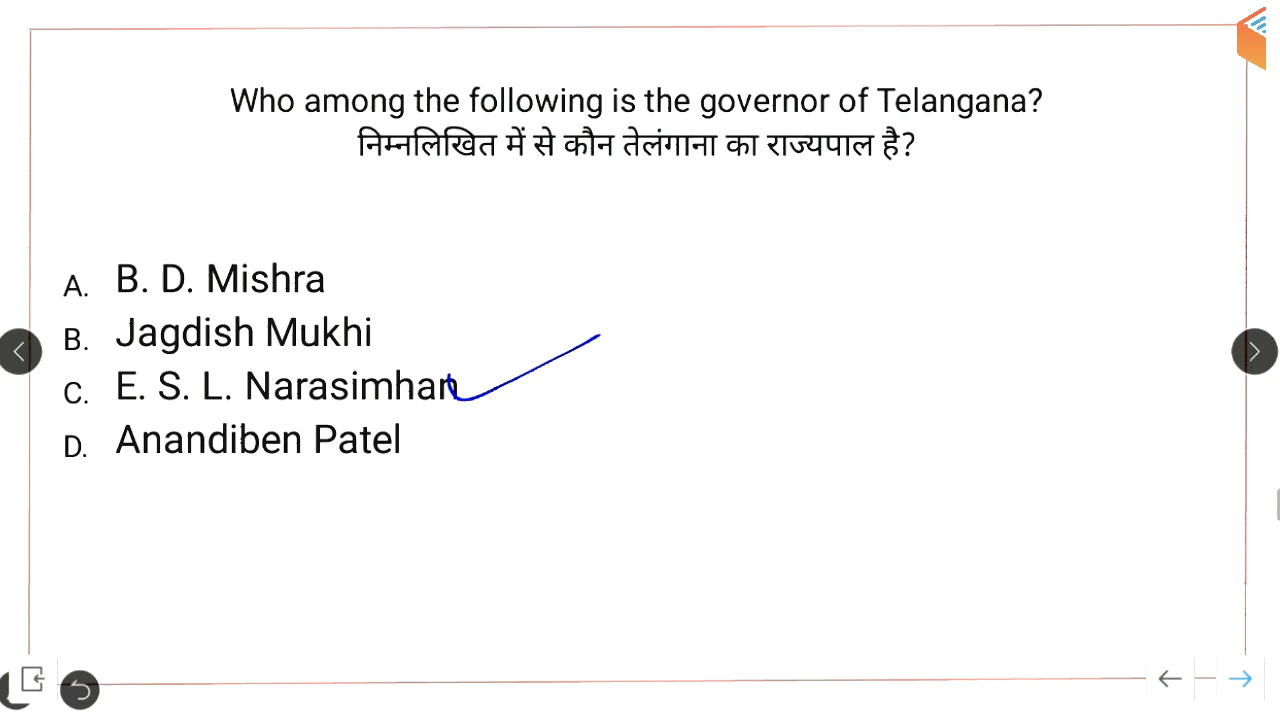 Who among the following is the governor of Telangana?
निम्नलिखित में से कौन तेलंगाना का राज्यपाल है?
A. B. D. Mishra
B. Jagdish Mukhi
C. E. S. L. Narasimhan
D. Anandiben Patel